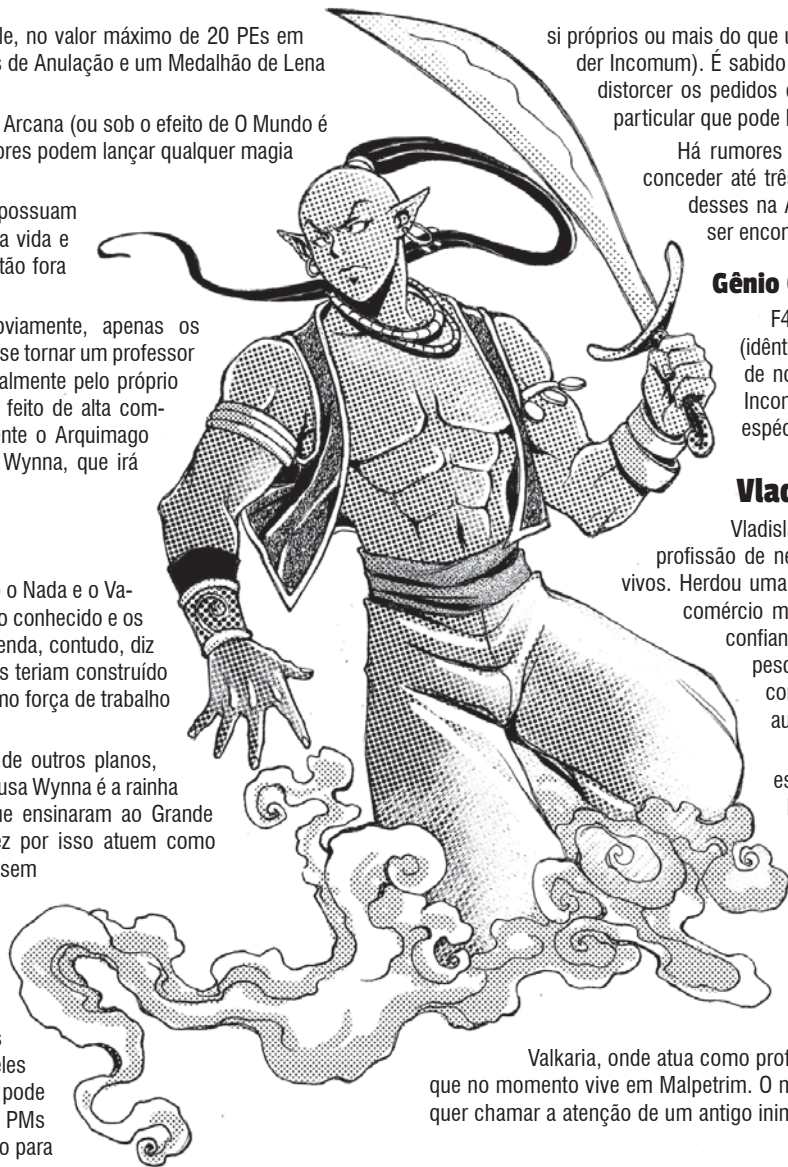 le, no valor máximo de 20 PEs em
s de Anulação e um Medalhão de Lena
Arcana (ou sob o efeito de O Mundo é
ores podem lançar qualquer magia
possuam
a vida e
tão fora
bviamente, apenas os
se tornar um professor
almente pelo próprio
feito de alta com-
nte o Arquimago
Wynna, que irá
o Nada e o Va-
o conhecido e os
enda, contudo, diz
s teriam construído
mo força de trabalho
de outros planos,
usa Wynna é a rainha
ue ensinaram ao Grande
ez por isso atuem como
sem
s
eles
pode
PMs
o para
si próprios ou mais do que u
der Incomum). É sabido
distorcer os pedidos
particular que pode
Há rumores
conceder até trê
desses na
ser encon
Gênio
F4
(idênt
de no
Incon
espéc
Vlad
Vladisla
profissão de ne
vivos. Herdou uma
comércio m
confian
pesq
co
au
es
Valkaria, onde atua como prof
que no momento vive em Malpetrim. O
quer chamar a atenção de um antigo inin